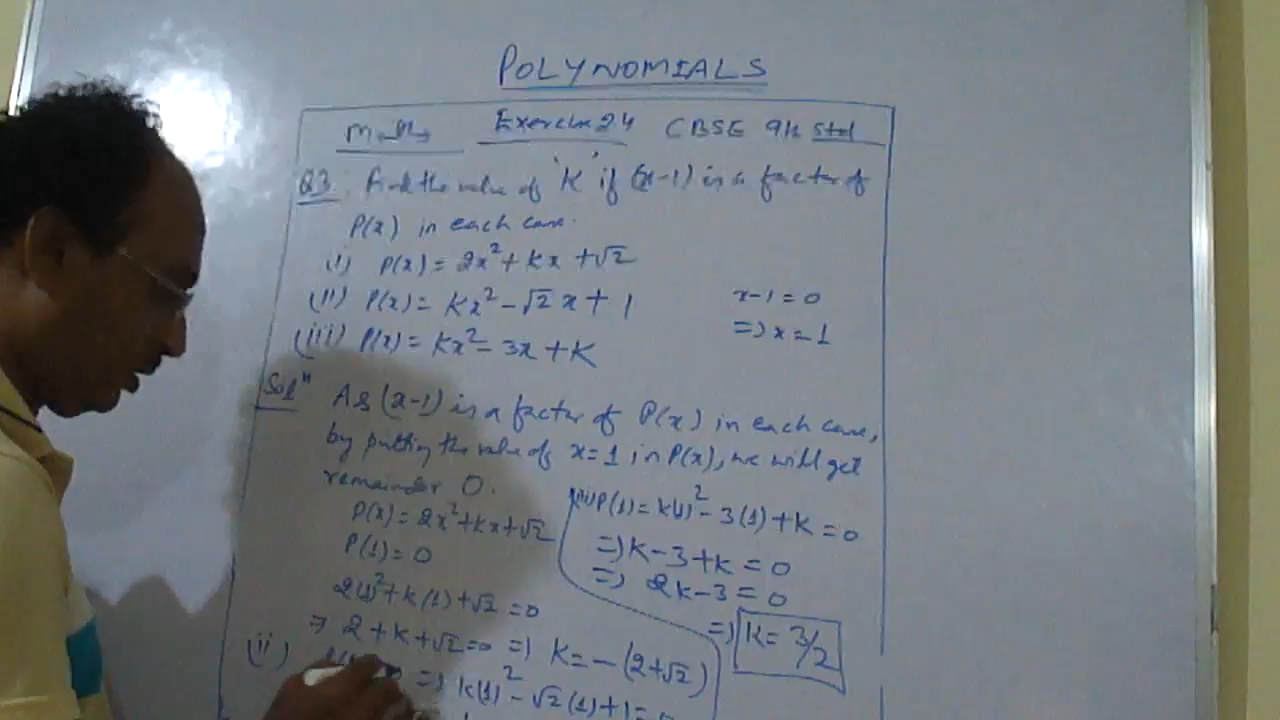 POLYNOMIALS
Maths Exercise 2.4 CBSE 9th Std
Q3. Find the value of 'K' if (x-1) is a factor of
P(x) in each case.
(i) P(x) = 2x² + kx + √2
(ii) P(x) = Kx² - √2 x + 1
(iii) P(x) = Kx² - 3x + K
x-1 = 0
=> x = 1
Solⁿ As (x-1) is a factor of P(x) in each case,
by putting the value of x = 1 in P(x), we will get
remainder 0.
P(x) = 2x² + kx + √2
P(1) = 0
2(1)² + k(1) + √2 = 0
=> 2 + k + √2 = 0 => K = -(2+√2)
(ii) => k(1)² - √2(1) + 1 = 0
(iii) P(1) = k(1)² - 3(1) + K = 0
=> K - 3 + K = 0
=> 2k - 3 = 0
=> K = 3/2